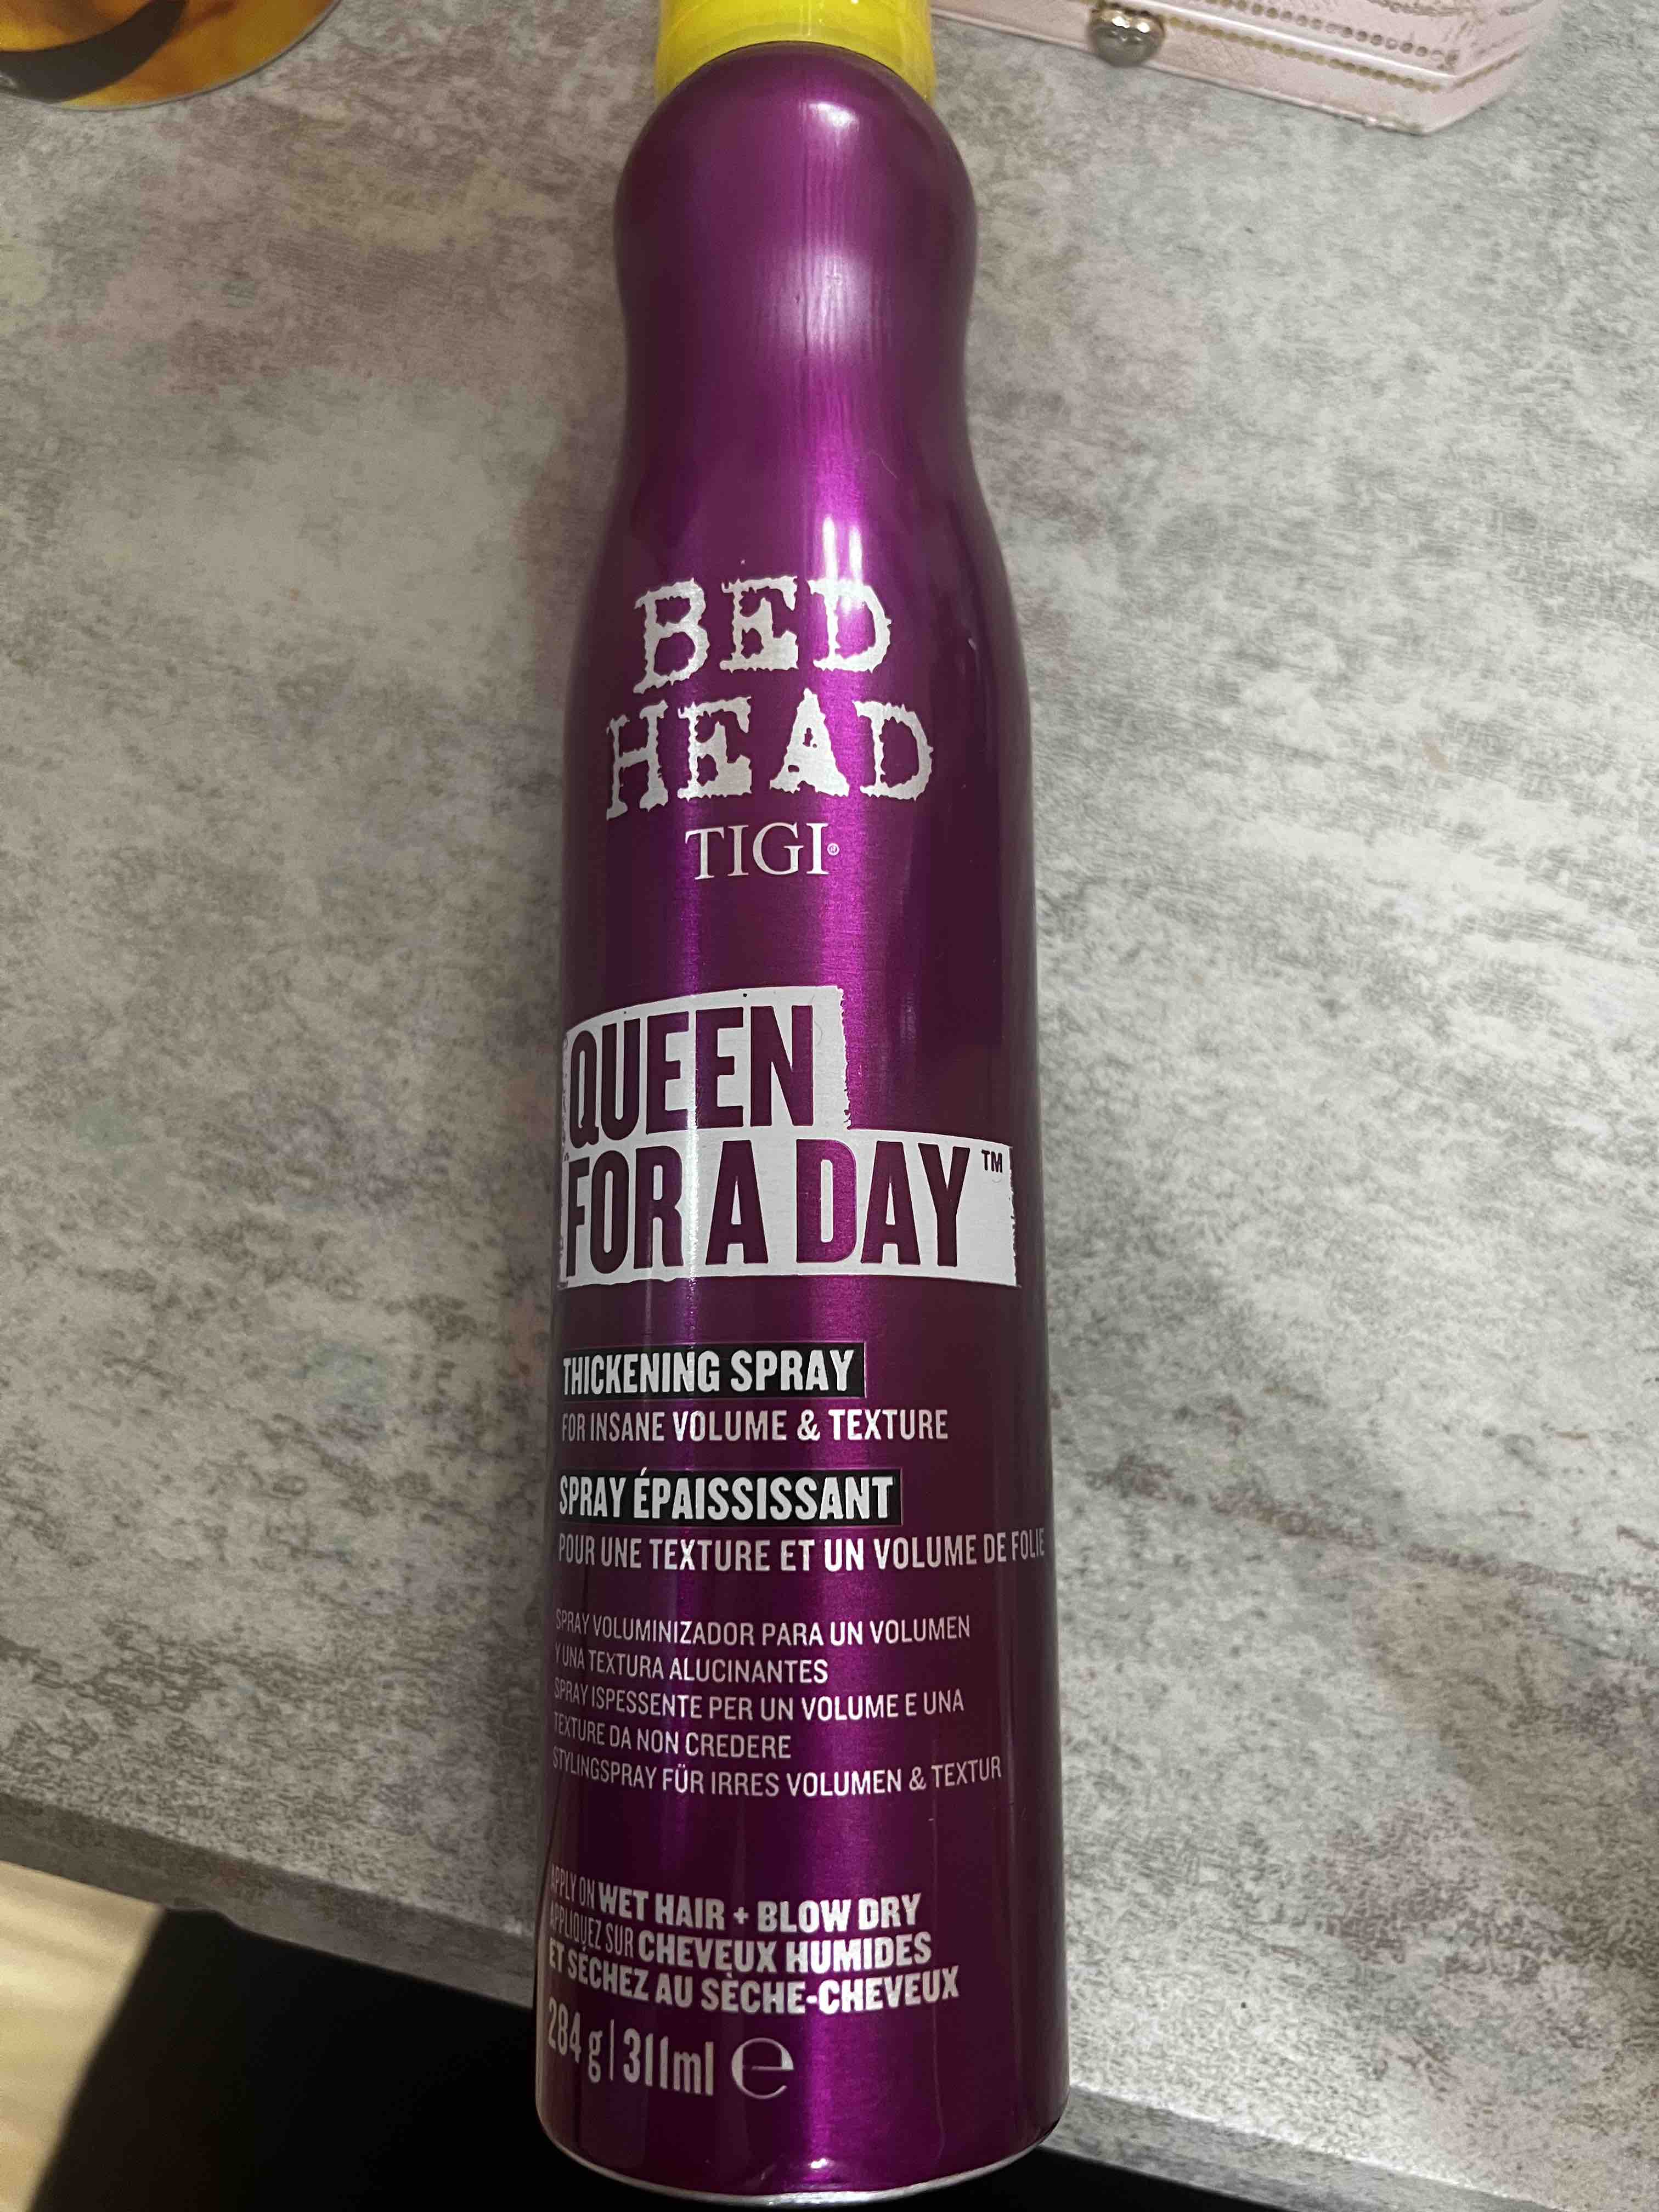 BED
HEAD
TIGI®
QUEEN
FOR A DAY™
THICKENING SPRAY
FOR INSANE VOLUME & TEXTURE
SPRAY ÉPAISSISSANT
POUR UNE TEXTURE ET UN VOLUME DE FOLIE
SPRAY VOLUMINIZADOR PARA UN VOLUMEN
Y UNA TEXTURA ALUCINANTES
SPRAY ISPESSENTE PER UN VOLUME E UNA
TEXTURE DA NON CREDERE
STYLINGSPRAY FÜR IRRES VOLUMEN & TEXTUR
APPLY ON WET HAIR + BLOW DRY
APPLIQUEZ SUR CHEVEUX HUMIDES
ET SÉCHEZ AU SÈCHE-CHEVEUX
284 g | 311ml ℮